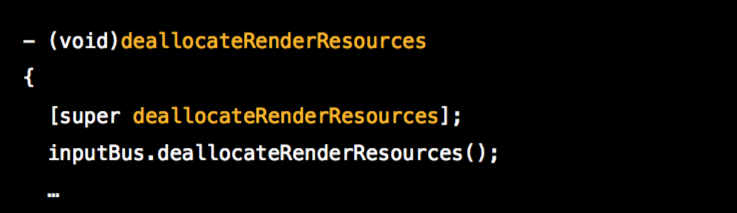 - (void)deallocateRenderResources
{
[super deallocateRenderResources];
inputBus.deallocateRenderResources();
…